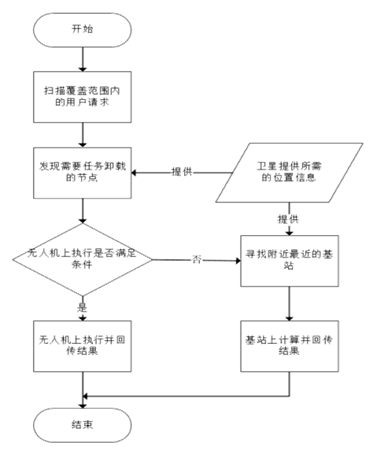 开始
扫描覆盖范围内
的用户请求
发现需要任务卸载
的节点
提供
卫星提供所需
的位置信息
提供
无人机上执行是否满足
条件
否
寻找附近最近的基
站
是
无人机上执行并回
传结果
基站上计算并回传
结果
结束